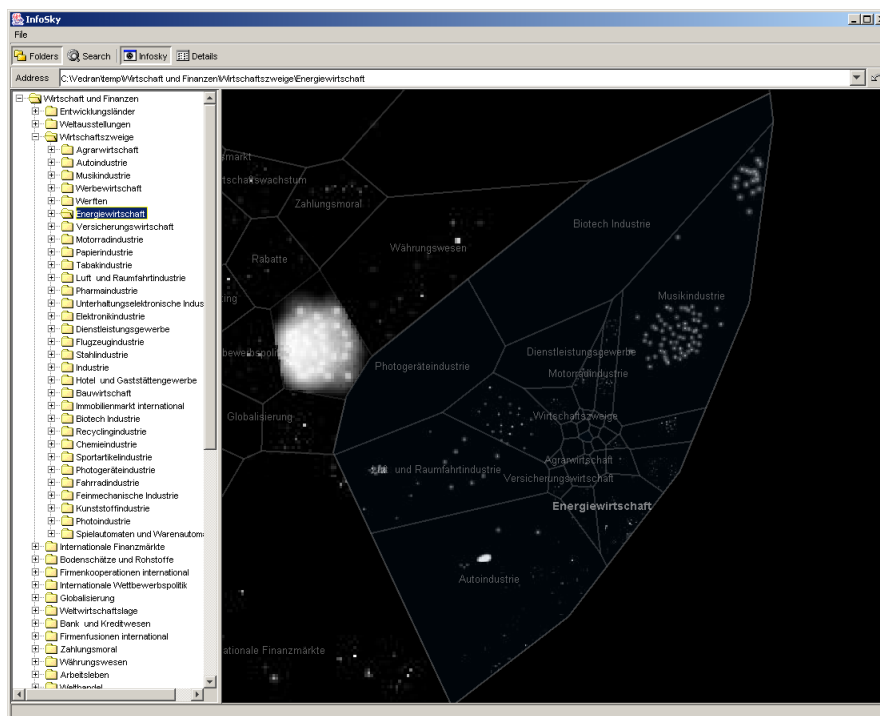 InfoSky
File
Folders Search Infosky Details
Address C:\Vedran\temp\Wirtschaft und Finanzen\Wirtschaftszweige\Energiewirtschaft
Wirtschaft und Finanzen
Entwicklungsländer
Weltausstellungen
Wirtschaftszweige
Agrarwirtschaft
Autoindustrie
Musikindustrie
Werbewirtschaft
Werften
Energiewirtschaft
Versicherungswirtschaft
Motorradindustrie
Papierindustrie
Tabakindustrie
Luft und Raumfahrtindustrie
Pharmaindustrie
Unterhaltungselektronische Indus
Elektronikindustrie
Dienstleistungsgewerbe
Flugzeugindustrie
Stahlindustrie
Industrie
Hotel und Gaststättengewerbe
Bauwirtschaft
Immobilienmarkt international
Biotech Industrie
Recyclingindustrie
Chemieindustrie
Sportartikelindustrie
Photogeräteindustrie
Fahrradindustrie
Feinmechanische Industrie
Kunststoffindustrie
Photoindustrie
Spielautomaten und Warenautom
Internationale Finanzmärkte
Bodenschätze und Rohstoffe
Firmenkooperationen international
Internationale Wettbewerbspolitik
Globalisierung
Weltwirtschaftslage
Bank und Kreditwesen
Firmenfusionen international
Zahlungsmoral
Währungswesen
Arbeitsleben
Welthandel
markt
tschaftswachstum
Zahlungsmoral
Biotech Industrie
Währungswesen
Rabatte
Musikindustrie
Dienstleistungsgewerbe
Photogeräteindustrie
Motorradindustrie
Globalisierung
Wirtschaftszweige
Agrarwirtschaft
und Raumfahrtindustrie
Versicherungswirtschaft
Energiewirtschaft
Autoindustrie
ationale Finanzmärkte